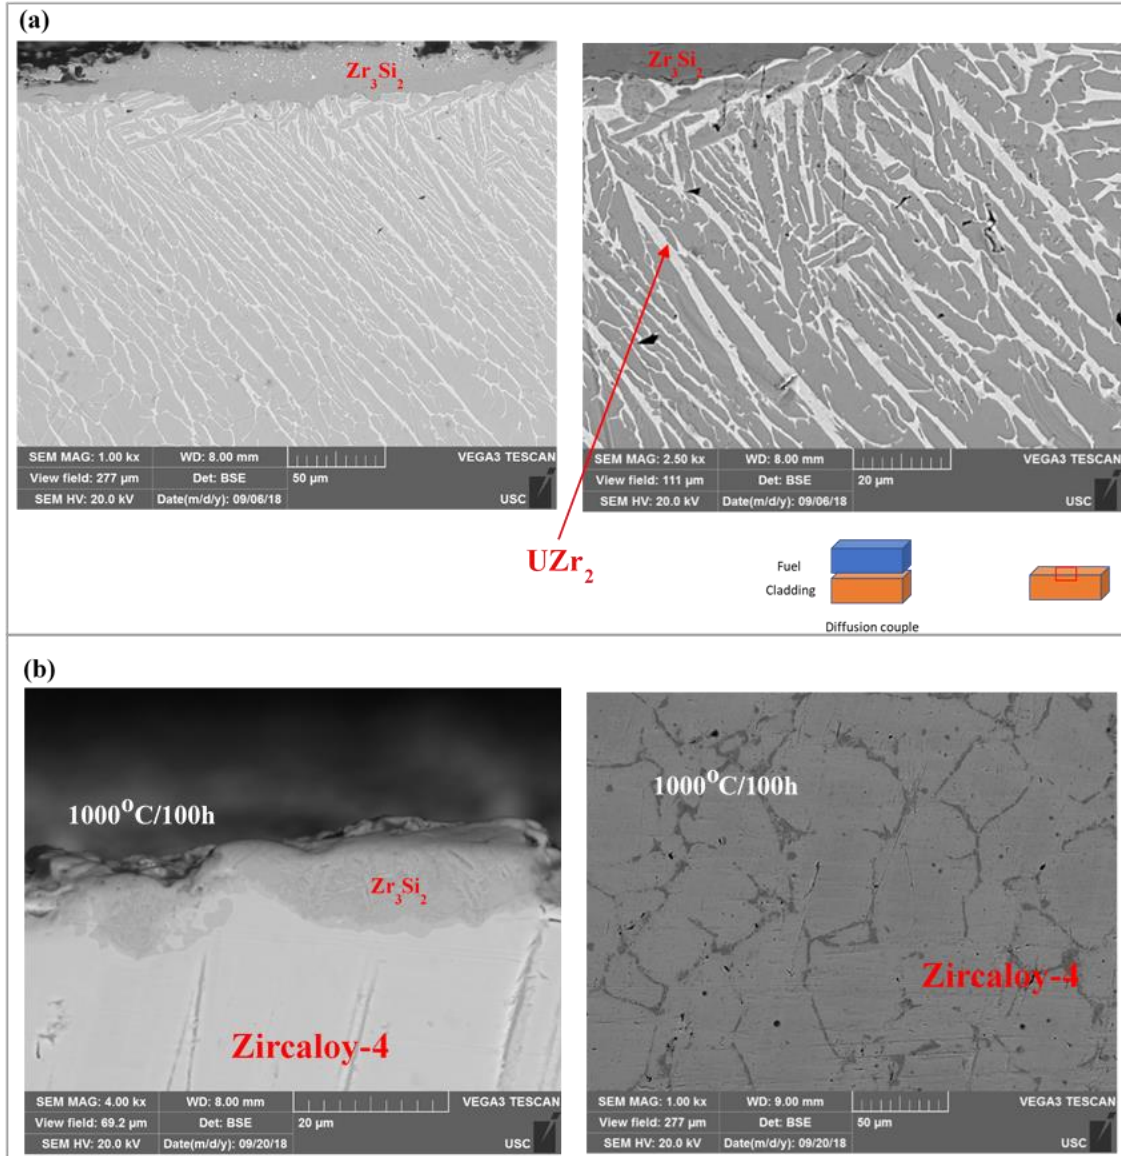 (a)
Zr₃Si₂
Zr₃Si₂
SEM MAG: 1.00 kx WD: 8.00 mm VEGA3 TESCAN
View field: 277 µm Det: BSE 50 µm
SEM HV: 20.0 kV Date(m/d/y): 09/06/18 USC
SEM MAG: 2.50 kx WD: 8.00 mm VEGA3 TESCAN
View field: 111 µm Det: BSE 20 µm
SEM HV: 20.0 kV Date(m/d/y): 09/06/18 USC
UZr₂
Fuel
Cladding
Diffusion couple
(b)
1000⁰C/100h
Zr₃Si₂
Zircaloy-4
1000⁰C/100h
Zircaloy-4
SEM MAG: 4.00 kx WD: 8.00 mm VEGA3 TESCAN
View field: 69.2 µm Det: BSE 20 µm
SEM HV: 20.0 kV Date(m/d/y): 09/20/18 USC
SEM MAG: 1.00 kx WD: 9.00 mm VEGA3 TESCAN
View field: 277 µm Det: BSE 50 µm
SEM HV: 20.0 kV Date(m/d/y): 09/20/18 USC